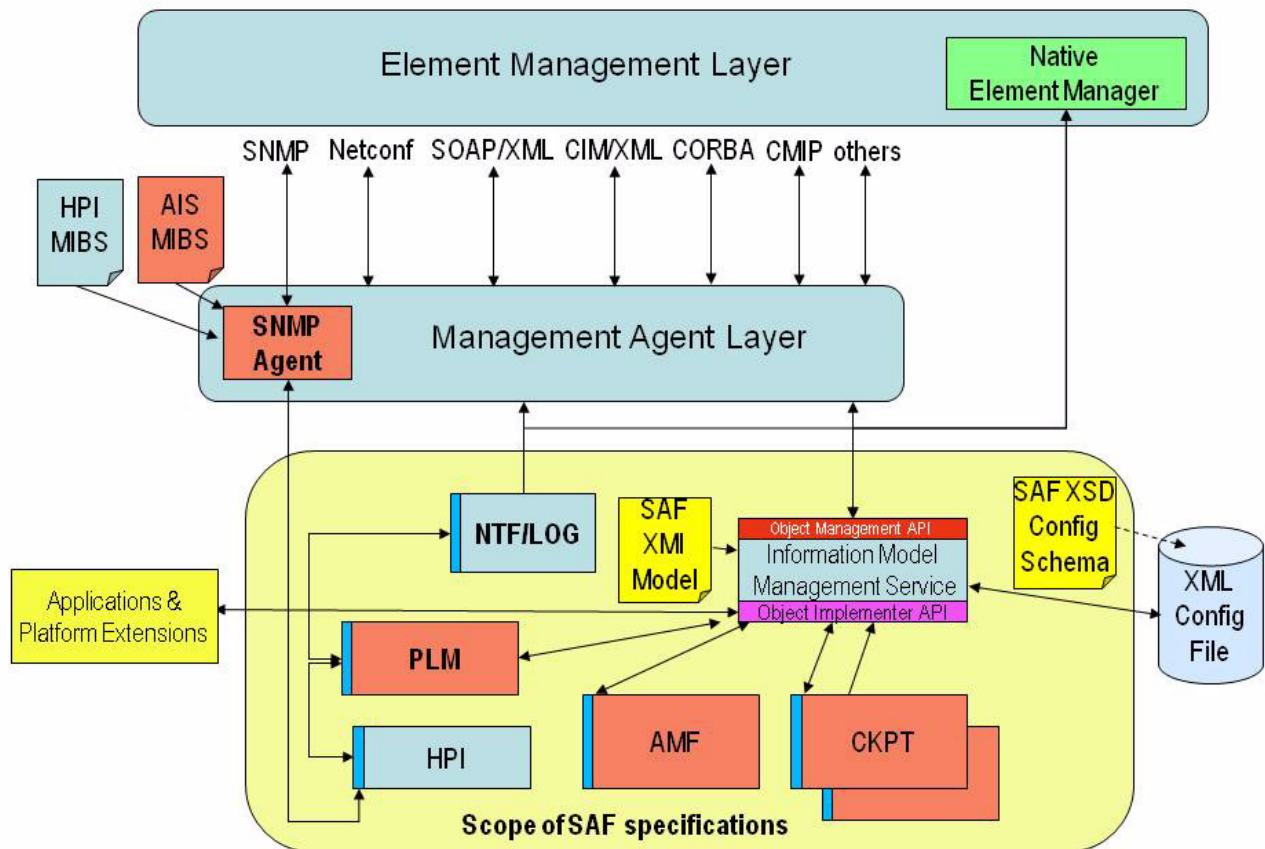 Element Management Layer
Native
Element Manager
SNMP
Netconf
SOAP/XML
CIM/XML
CORBA
CMIP
others
HPI
MIBS
AIS
MIBS
SNMP
Agent
Management Agent Layer
NTF/LOG
SAF
XMI
Model
Object Management API
Information Model
Management Service
Object Implementer API
SAF XSD
Config
Schema
XML
Config
File
Applications &
Platform Extensions
PLM
HPI
AMF
CKPT
Scope of SAF specifications